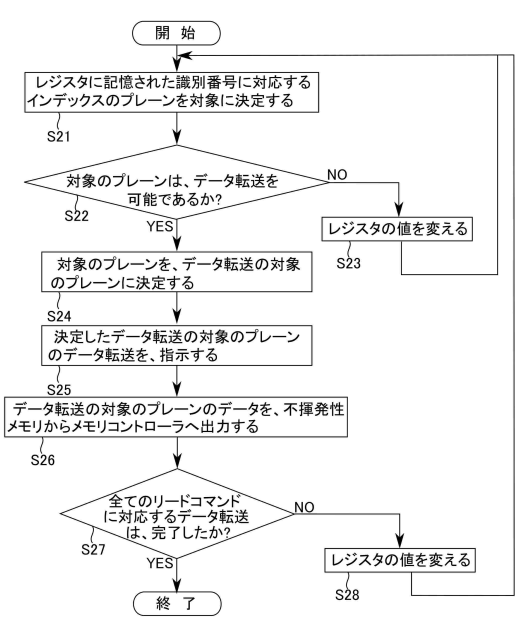 開 始
レジスタに記憶された識別番号に対応する
インデックスのプレーンを対象に決定する
S21
対象のプレーンは、データ転送を
可能であるか?
S22
NO
YES
レジスタの値を変える
S23
対象のプレーンを、データ転送の対象
のプレーンに決定する
S24
決定したデータ転送の対象のプレーン
のデータ転送を、指示する
S25
データ転送の対象のプレーンのデータを、不揮発性
メモリからメモリコントローラへ出力する
S26
全てのリードコマンド
に対応するデータ転送
は、完了したか?
S27
NO
YES
レジスタの値を変える
S28
終 了